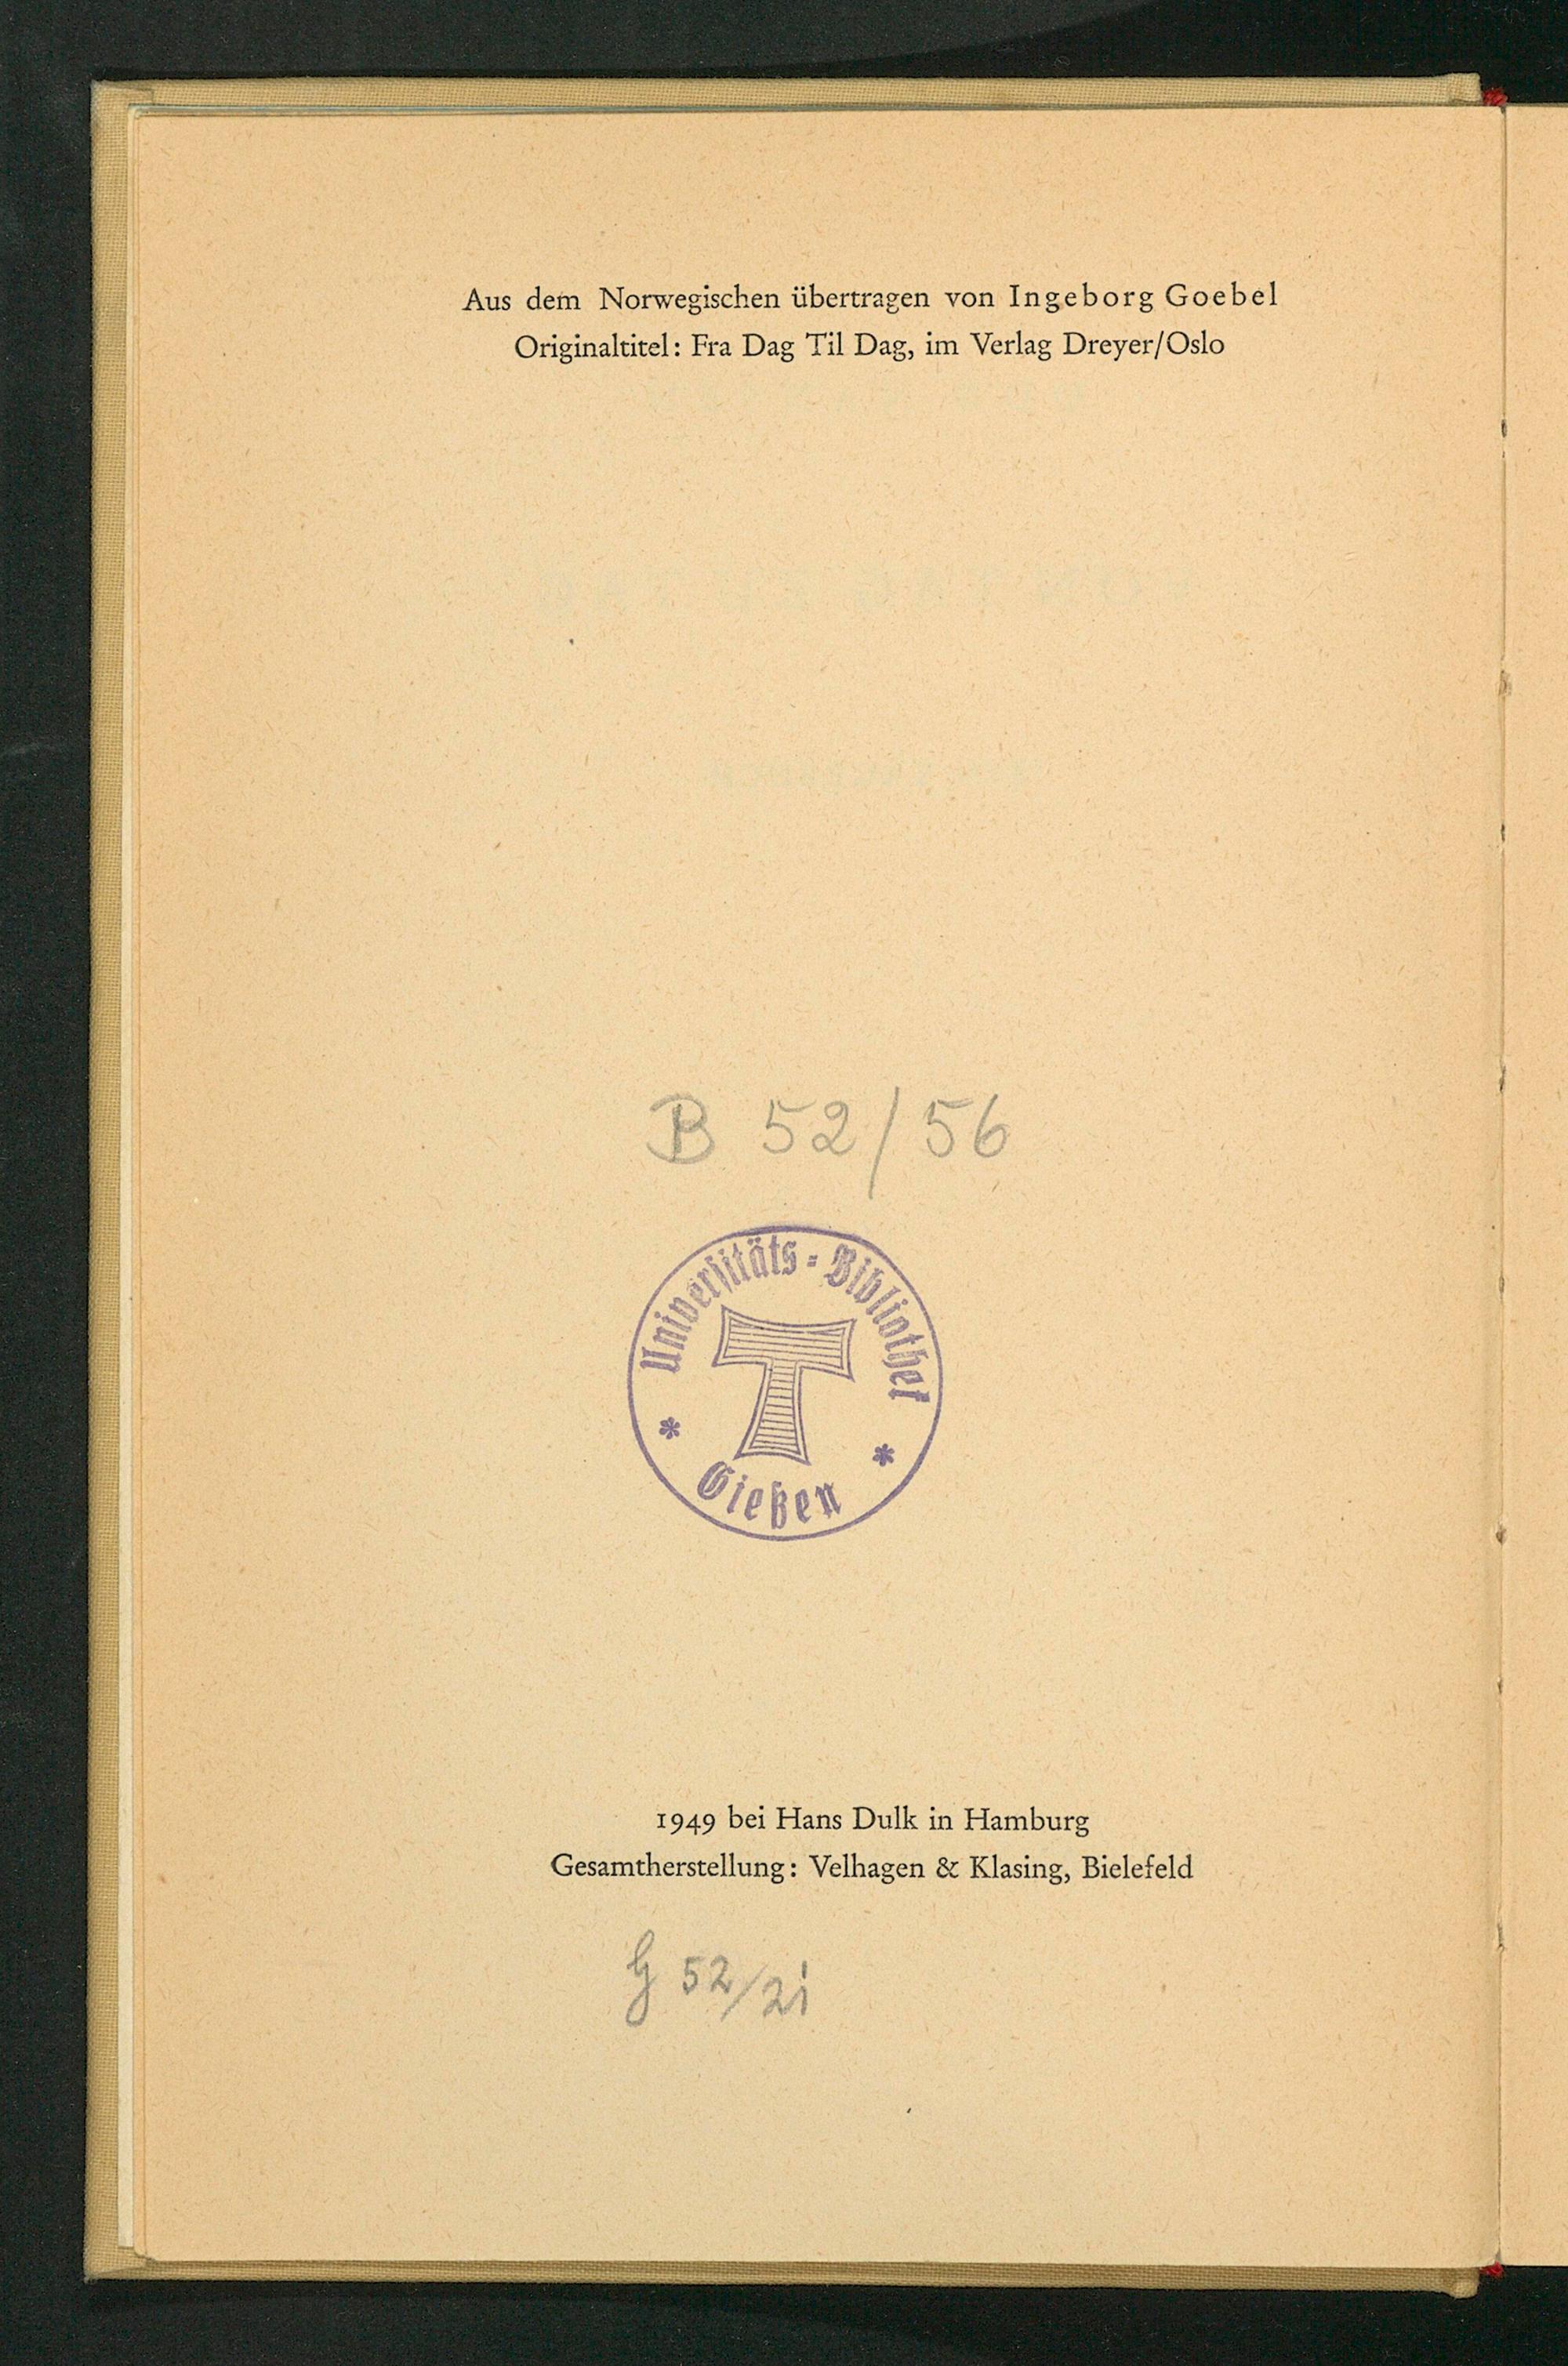 Aus dem Norwegischen übertragen von Ingeborg Goebel
Originaltitel: Fra Dag Til Dag, im Verlag Dreyer/Oslo
B 52/56
Universitäts-Bibliothek
Gießen
1949 bei Hans Dulk in Hamburg
Gesamtherstellung: Velhagen & Klasing, Bielefeld
G 52/21